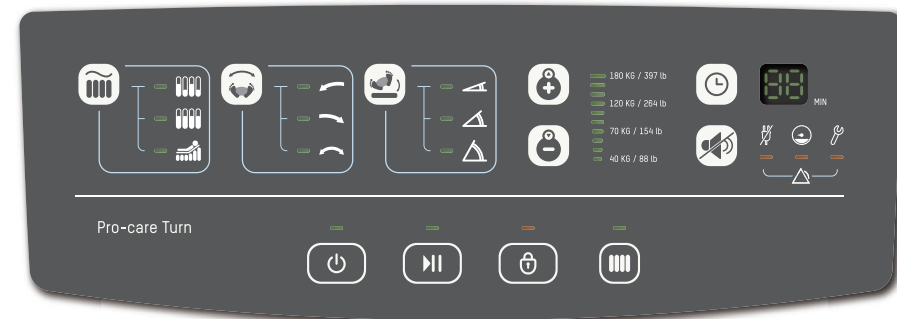 180 KG / 397 lb
88
MIN
120 KG / 264 lb
70 KG / 154 lb
40 KG / 88 lb
Pro-care Turn